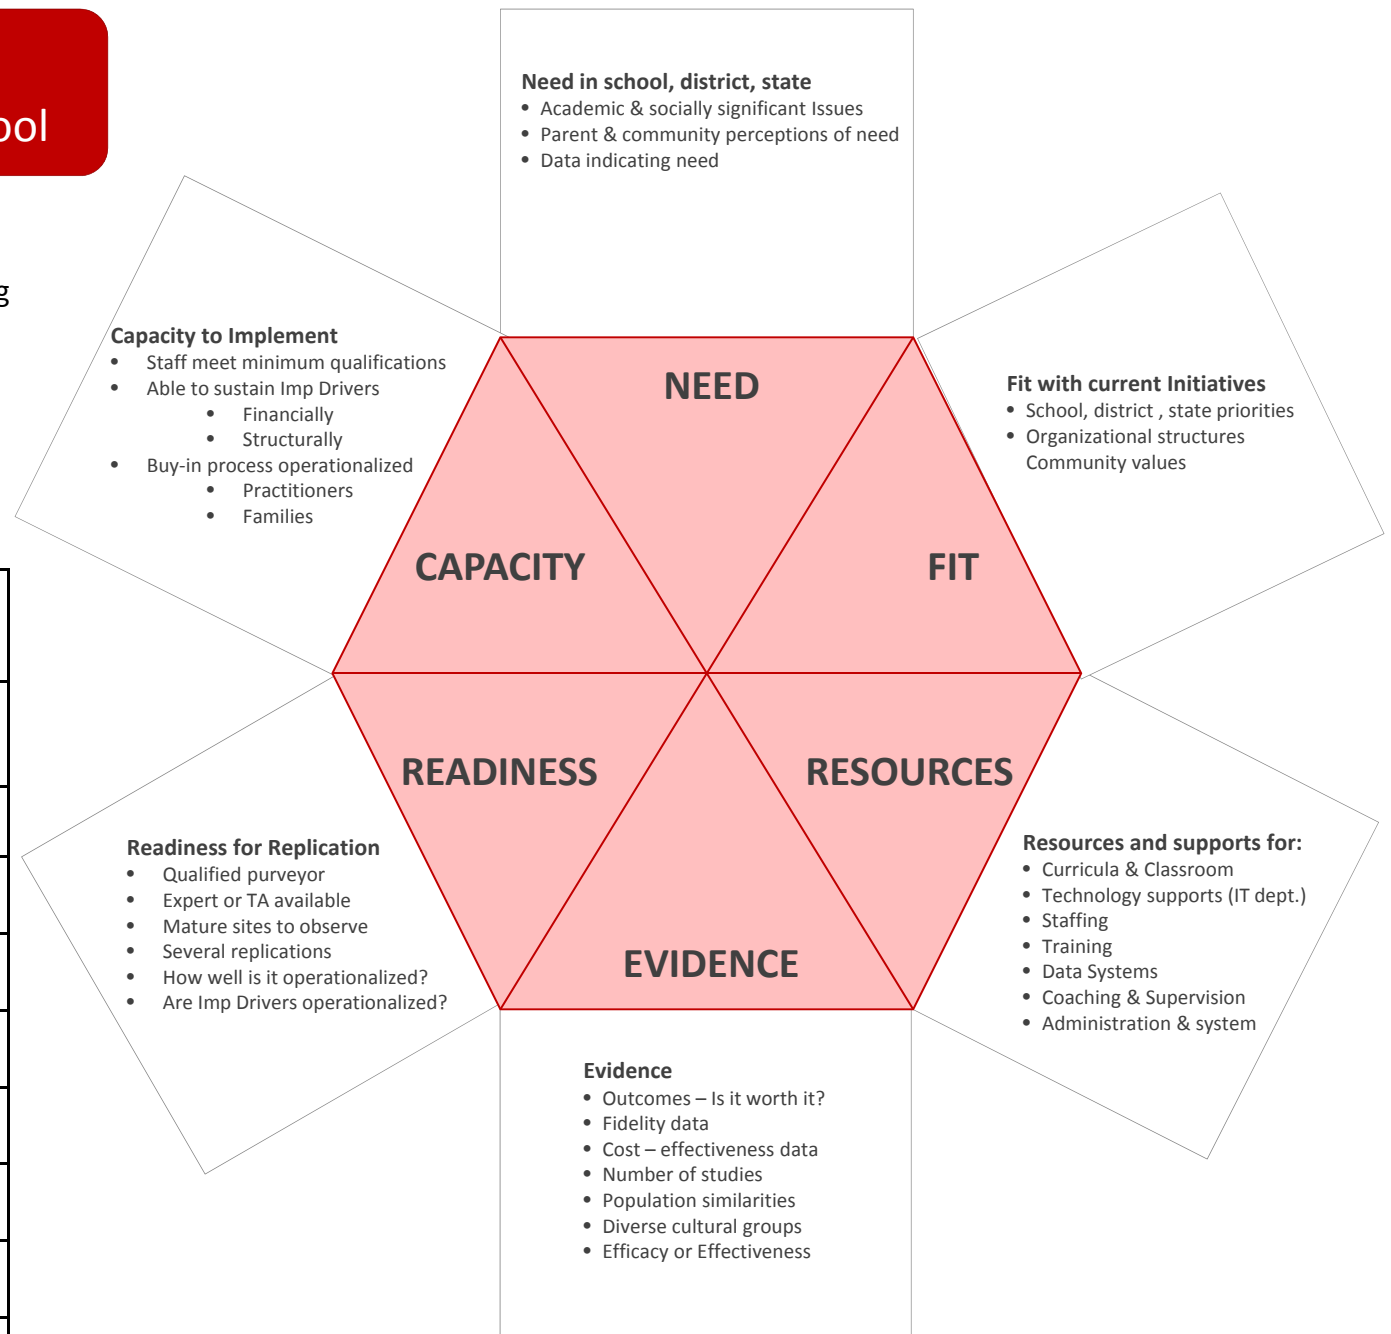 ool
g
Need in school, district, state
• Academic & socially significant Issues
• Parent & community perceptions of need
• Data indicating need
Capacity to Implement
• Staff meet minimum qualifications
• Able to sustain Imp Drivers
• Financially
• Structurally
• Buy-in process operationalized
• Practitioners
• Families
Fit with current Initiatives
• School, district , state priorities
• Organizational structures
Community values
NEED
CAPACITY
FIT
READINESS
RESOURCES
EVIDENCE
Readiness for Replication
• Qualified purveyor
• Expert or TA available
• Mature sites to observe
• Several replications
• How well is it operationalized?
• Are Imp Drivers operationalized?
Resources and supports for:
• Curricula & Classroom
• Technology supports (IT dept.)
• Staffing
• Training
• Data Systems
• Coaching & Supervision
• Administration & system
Evidence
• Outcomes – Is it worth it?
• Fidelity data
• Cost – effectiveness data
• Number of studies
• Population similarities
• Diverse cultural groups
• Efficacy or Effectiveness